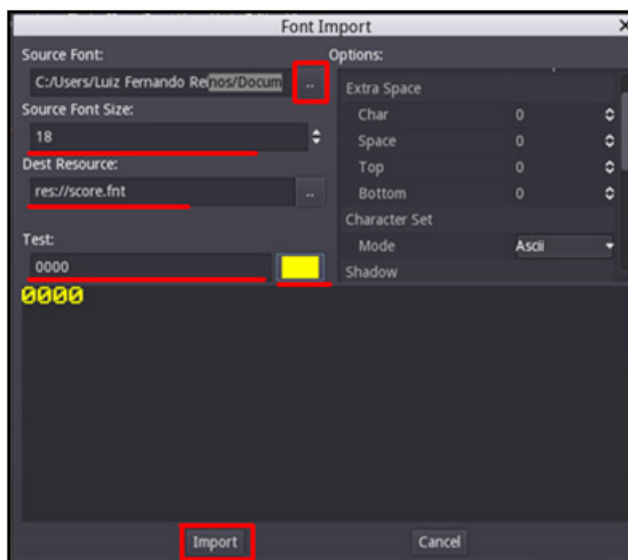 Font Import
Source Font:
C:/Users/Luiz Fernando Reinos/Docum
..
Source Font Size:
18
Dest Resource:
res://score.fnt
..
Test:
0000
Options:
Extra Space
Char 0
Space 0
Top 0
Bottom 0
Character Set
Mode Ascii
Shadow
0000
Import
Cancel